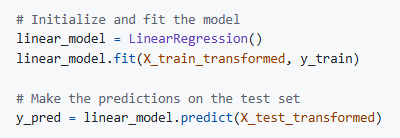 # Initialize and fit the model
linear_model = LinearRegression()
linear_model.fit(X_train_transformed, y_train)
# Make the predictions on the test set
y_pred = linear_model.predict(X_test_transformed)